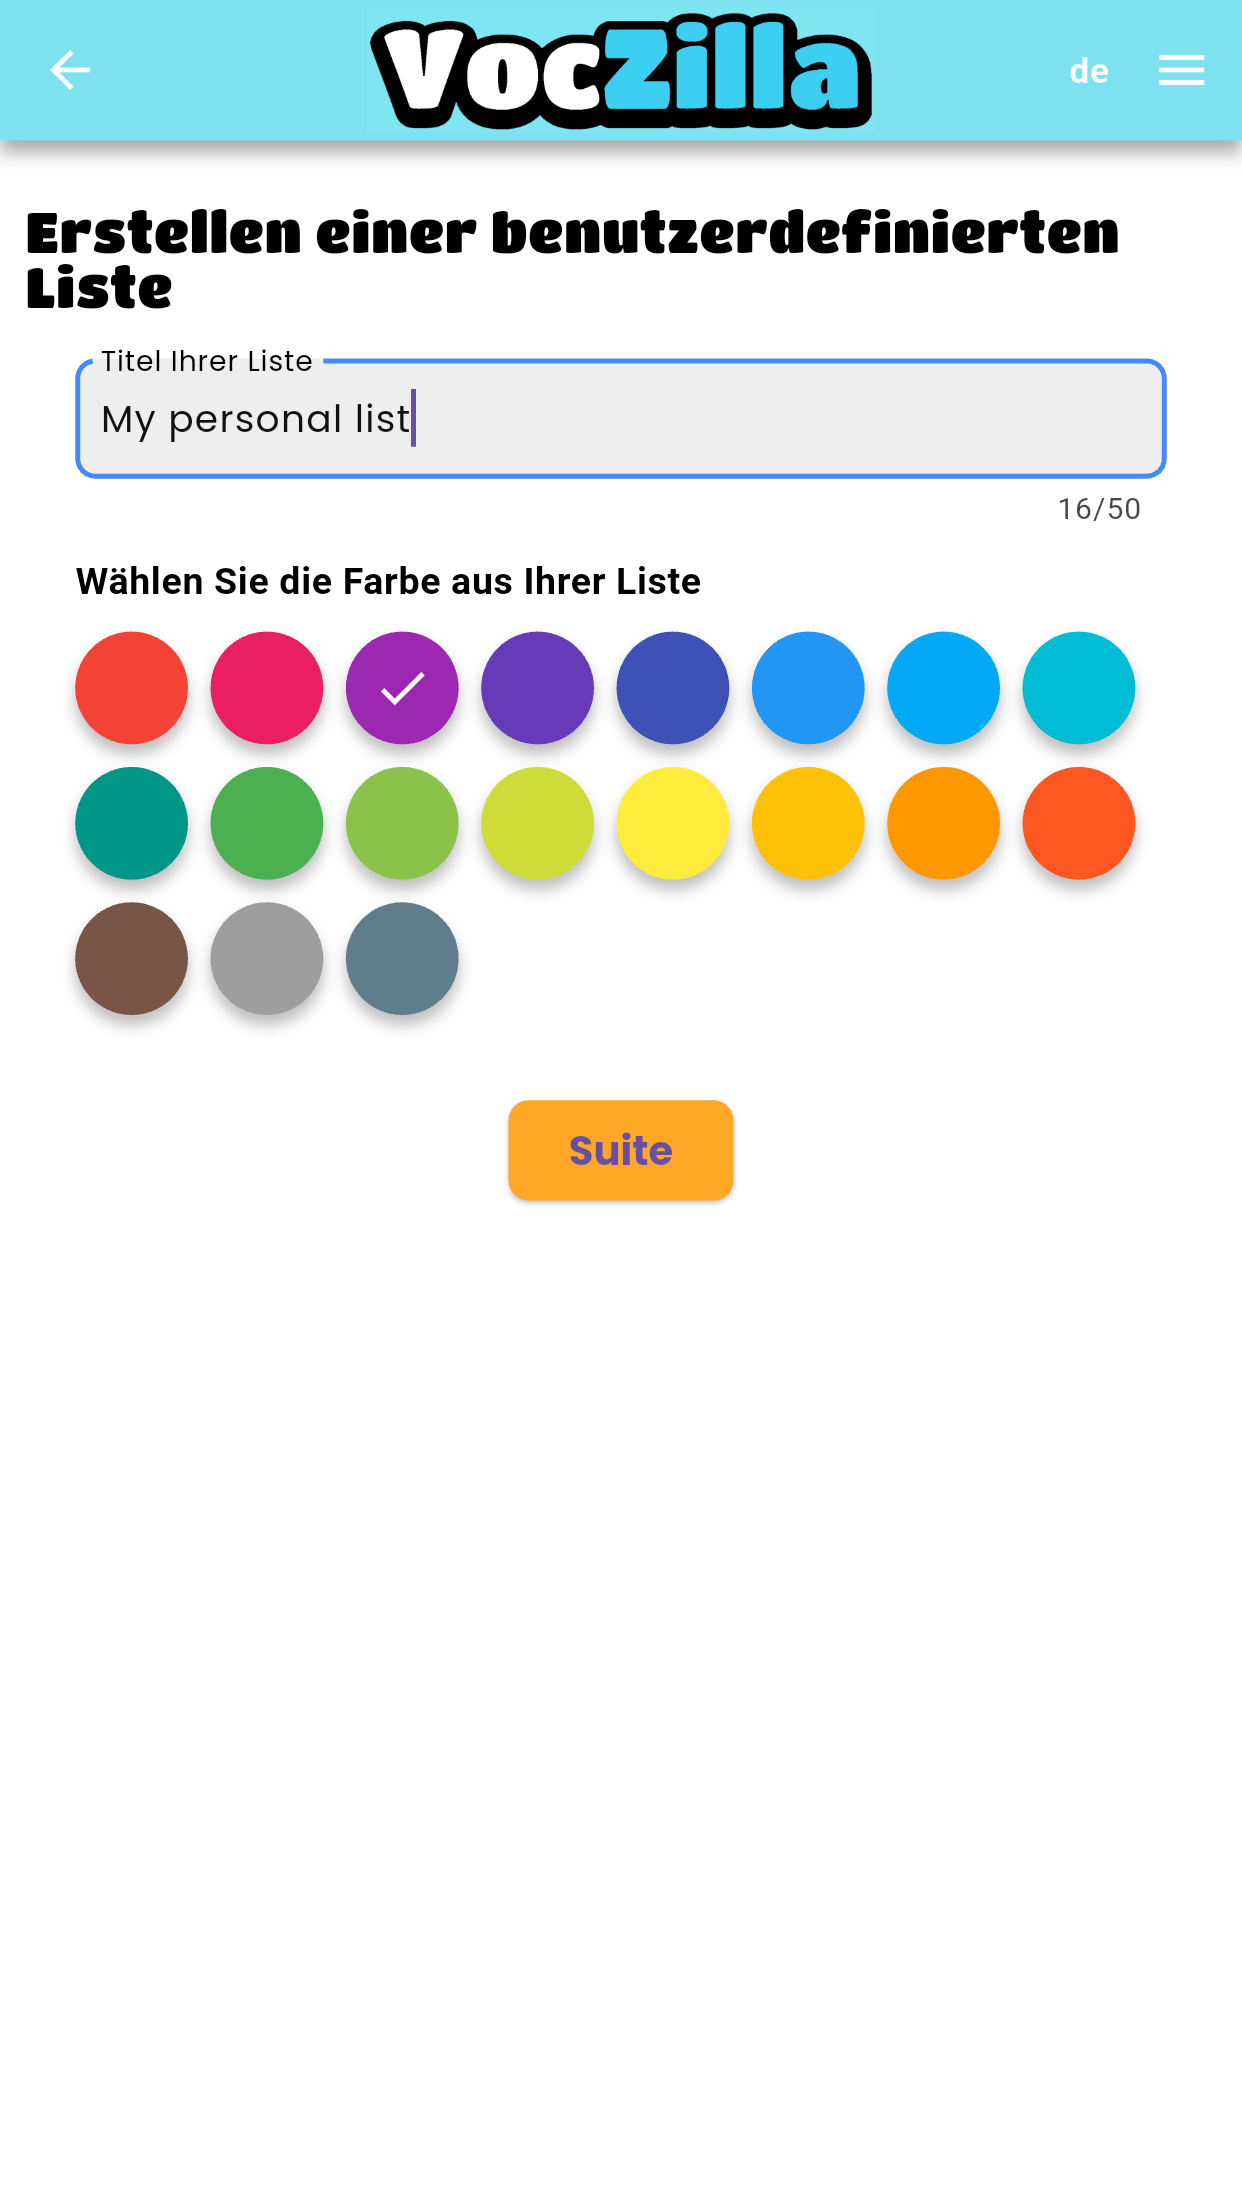 VocZilla
de
Erstellen einer benutzerdefinierten
Liste
Titel Ihrer Liste
My personal list
16/50
Wählen Sie die Farbe aus Ihrer Liste
Suite